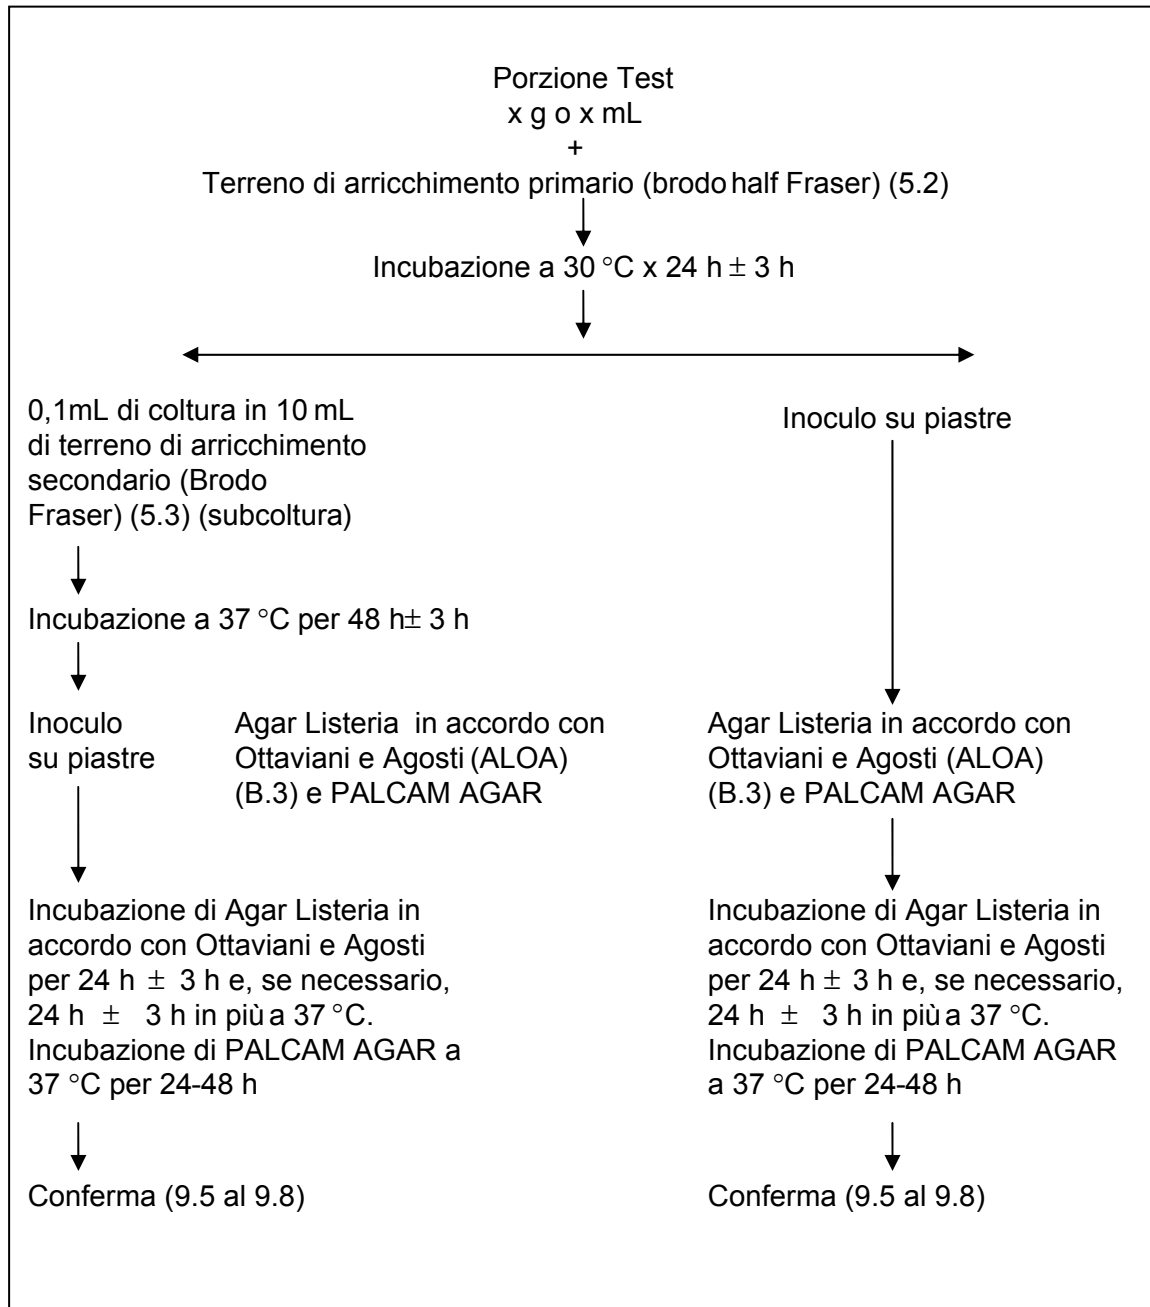 Porzione Test
x g o x mL
+
Terreno di arricchimento primario (brodo half Fraser) (5.2)
Incubazione a 30 °C x 24 h ± 3 h
0,1mL di coltura in 10 mL
di terreno di arricchimento
secondario (Brodo
Fraser) (5.3) (subcoltura)
Incubazione a 37 °C per 48 h± 3 h
Inoculo
su piastre
Agar Listeria in accordo con
Ottaviani e Agosti (ALOA)
(B.3) e PALCAM AGAR
Incubazione di Agar Listeria in
accordo con Ottaviani e Agosti
per 24 h ± 3 h e, se necessario,
24 h ± 3 h in più a 37 °C.
Incubazione di PALCAM AGAR a
37 °C per 24-48 h
Conferma (9.5 al 9.8)
Inoculo su piastre
Agar Listeria in accordo con
Ottaviani e Agosti (ALOA)
(B.3) e PALCAM AGAR
Incubazione di Agar Listeria in
accordo con Ottaviani e Agosti
per 24 h ± 3 h e, se necessario,
24 h ± 3 h in più a 37 °C.
Incubazione di PALCAM AGAR
a 37 °C per 24-48 h
Conferma (9.5 al 9.8)